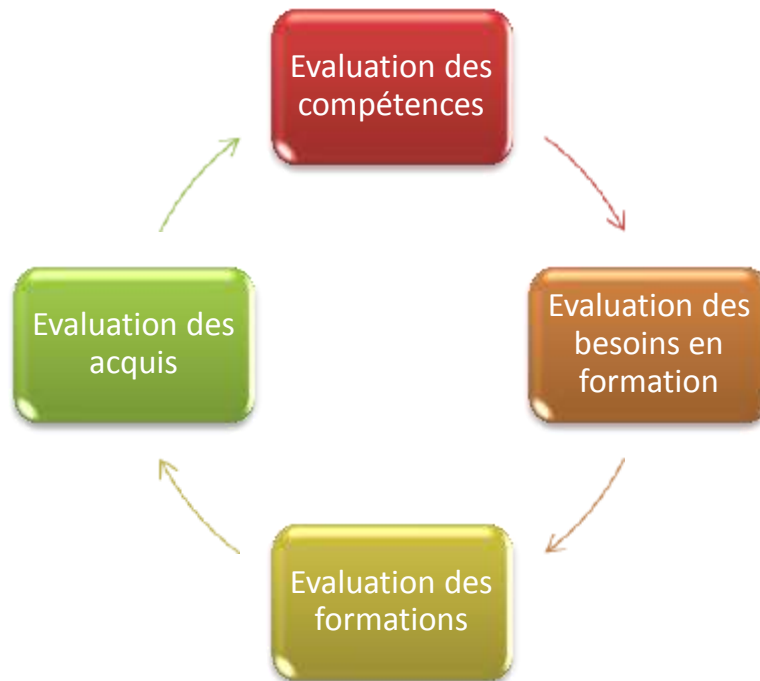 Evaluation des
compétences
Evaluation des
besoins en
formation
Evaluation des
formations
Evaluation des
acquis